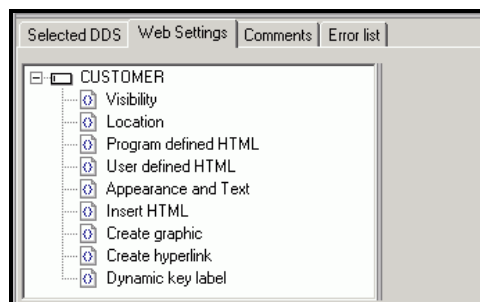 Selected DDS Web Settings Comments Error list
CUSTOMER
Visibility
Location
Program defined HTML
User defined HTML
Appearance and Text
Insert HTML
Create graphic
Create hyperlink
Dynamic key label